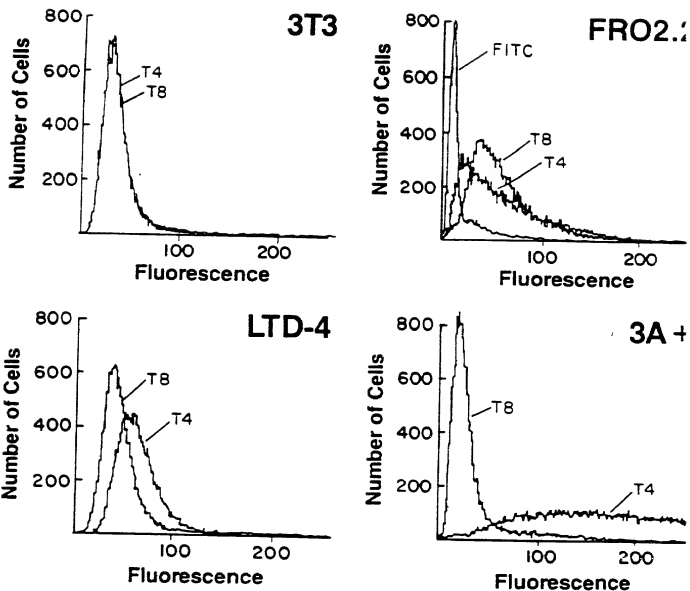 3T3
Number of Cells
800
600
400
200
T4
T8
100
200
Fluorescence
FRO2.2
Number of Cells
800
600
400
200
FITC
T8
T4
100
200
Fluorescence
LTD-4
Number of Cells
800
600
400
200
T8
T4
100
200
Fluorescence
3A +
Number of Cells
800
600
400
200
T8
T4
100
200
Fluorescence